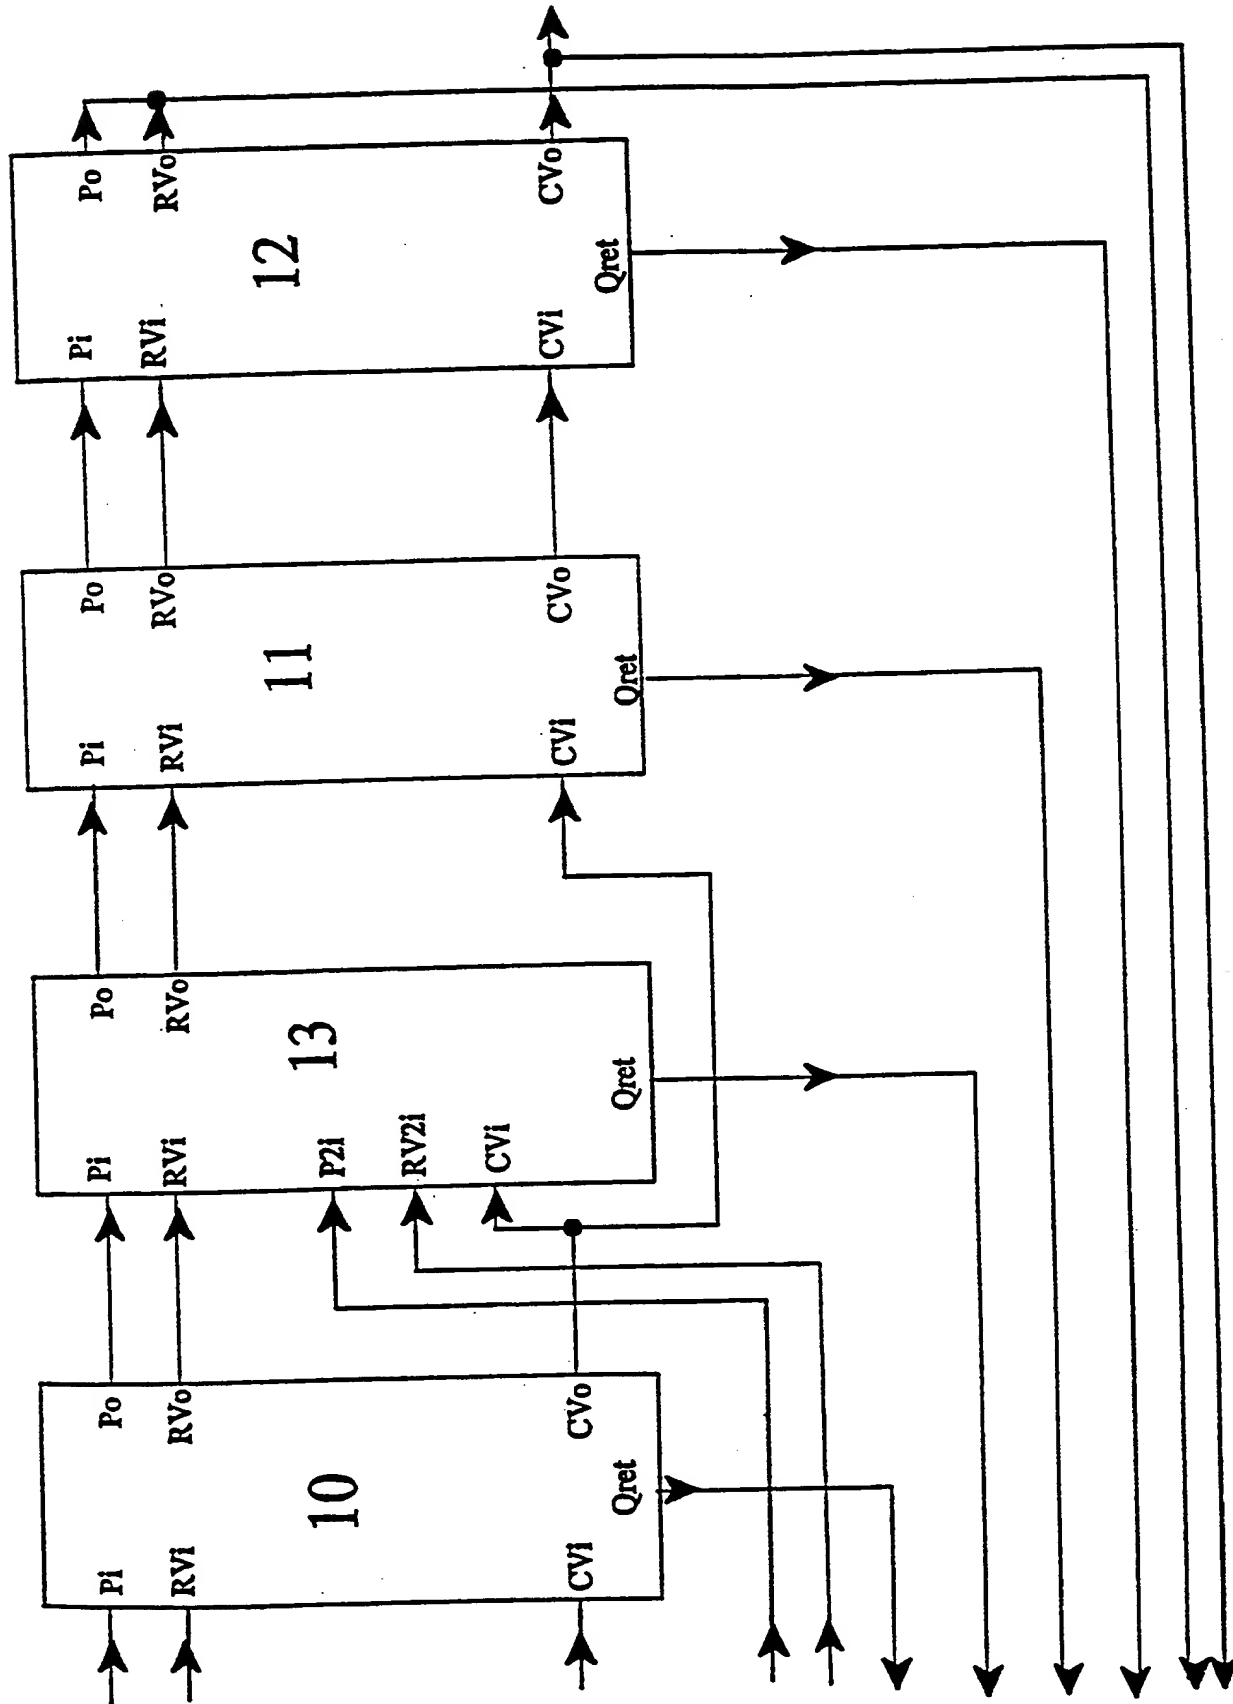 Pi Po
RVi RVo
10
CVi CVo
Qret
Pi Po
RVi RVo
13
P2i
RV2i
CVi
Qret
Pi Po
RVi RVo
11
CVi CVo
Qret
Pi Po
RVi RVo
12
CVi CVo
Qret